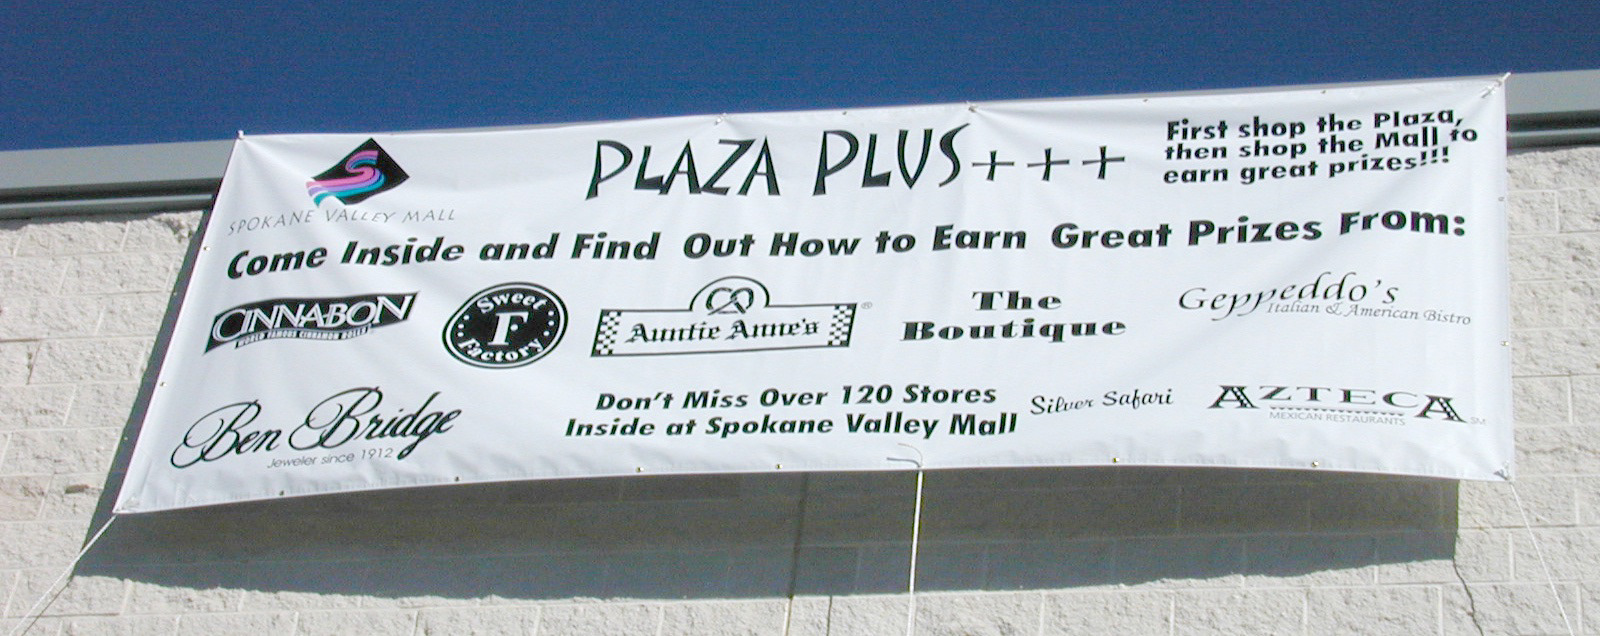 SPOKANE VALLEY MALL
PLAZA PLUS+++
First shop the Plaza,
then shop the Mall to
earn great prizes!!!
Come Inside and Find Out How to Earn Great Prizes From:
CINNABON
WORLD FAMOUS CINNAMON ROLLS
Sweet
F
Factory
Auntie Anne's®
The
Boutique
Geppeddo's
Italian & American Bistro
Ben Bridge
Jeweler since 1912
Don't Miss Over 120 Stores
Inside at Spokane Valley Mall
Silver Safari
AZTECA
MEXICAN RESTAURANTS SM